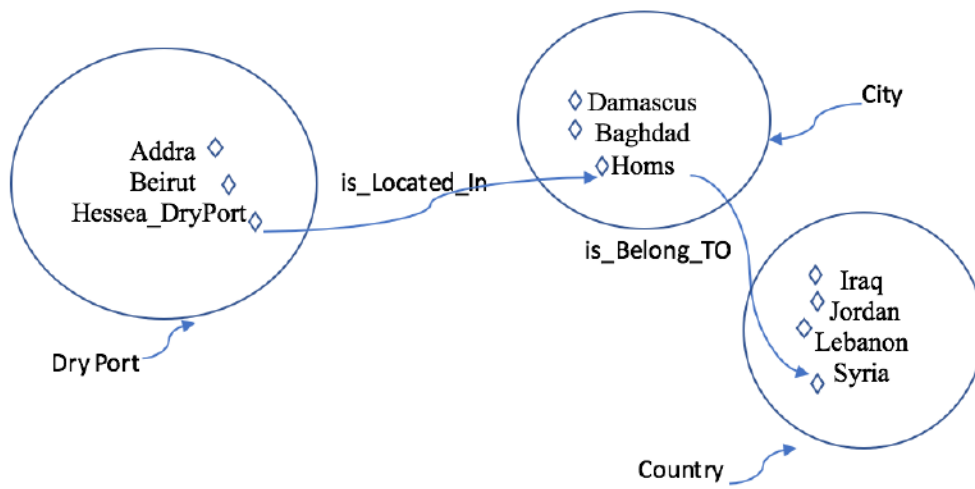 Addra
Beirut
Hessea_DryPort
Dry Port
is_Located_In
Damascus
Baghdad
Homs
City
is_Belong_TO
Iraq
Jordan
Lebanon
Syria
Country